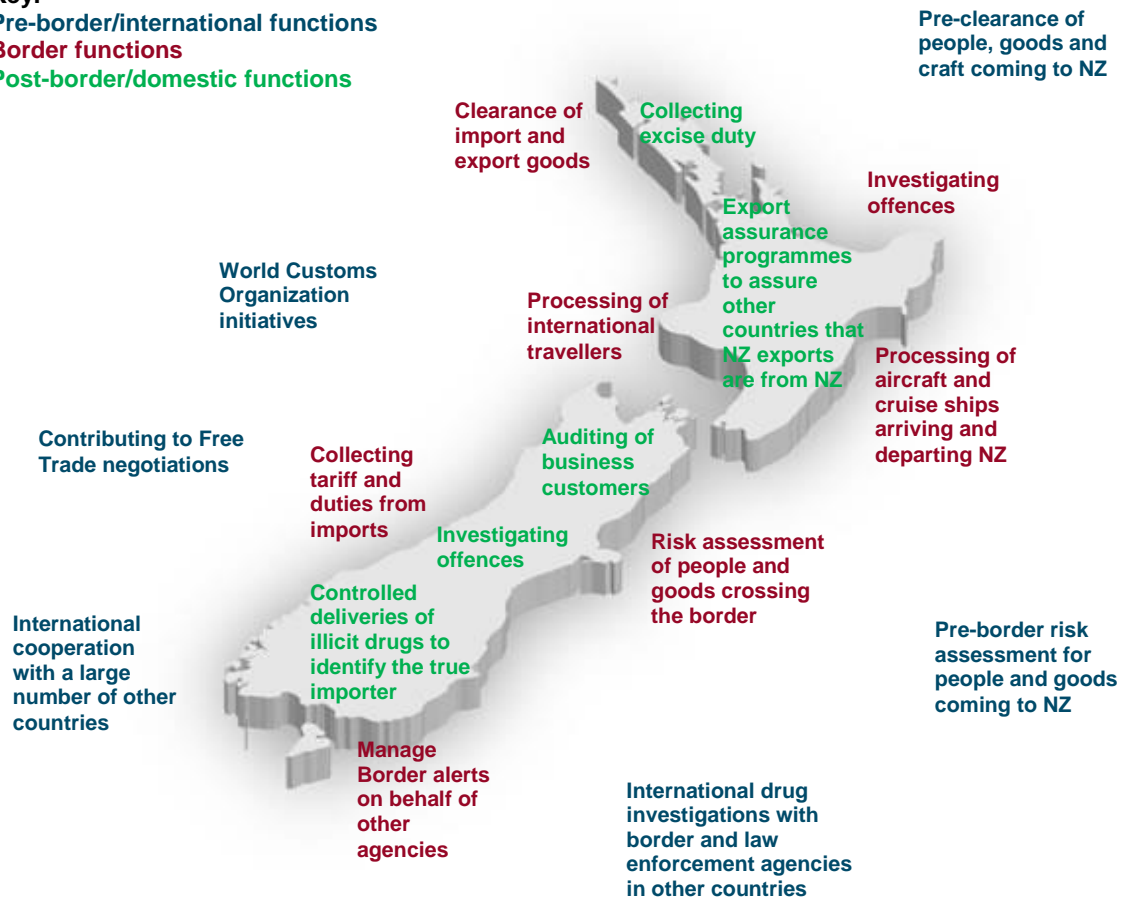 Key:
Pre-border/international functions
Border functions
Post-border/domestic functions
Pre-clearance of
people, goods and
craft coming to NZ
Clearance of
import and
export goods
Collecting
excise duty
Investigating
offences
Export
assurance
programmes
to assure
other
countries that
NZ exports
are from NZ
World Customs
Organization
initiatives
Processing of
international
travellers
Processing of
aircraft and
cruise ships
arriving and
departing NZ
Contributing to Free
Trade negotiations
Collecting
tariff and
duties from
imports
Auditing of
business
customers
Investigating
offences
Risk assessment
of people and
goods crossing
the border
Controlled
deliveries of
illicit drugs to
identify the true
importer
International
cooperation
with a large
number of other
countries
Pre-border risk
assessment for
people and goods
coming to NZ
Manage
Border alerts
on behalf of
other
agencies
International drug
investigations with
border and law
enforcement agencies
in other countries